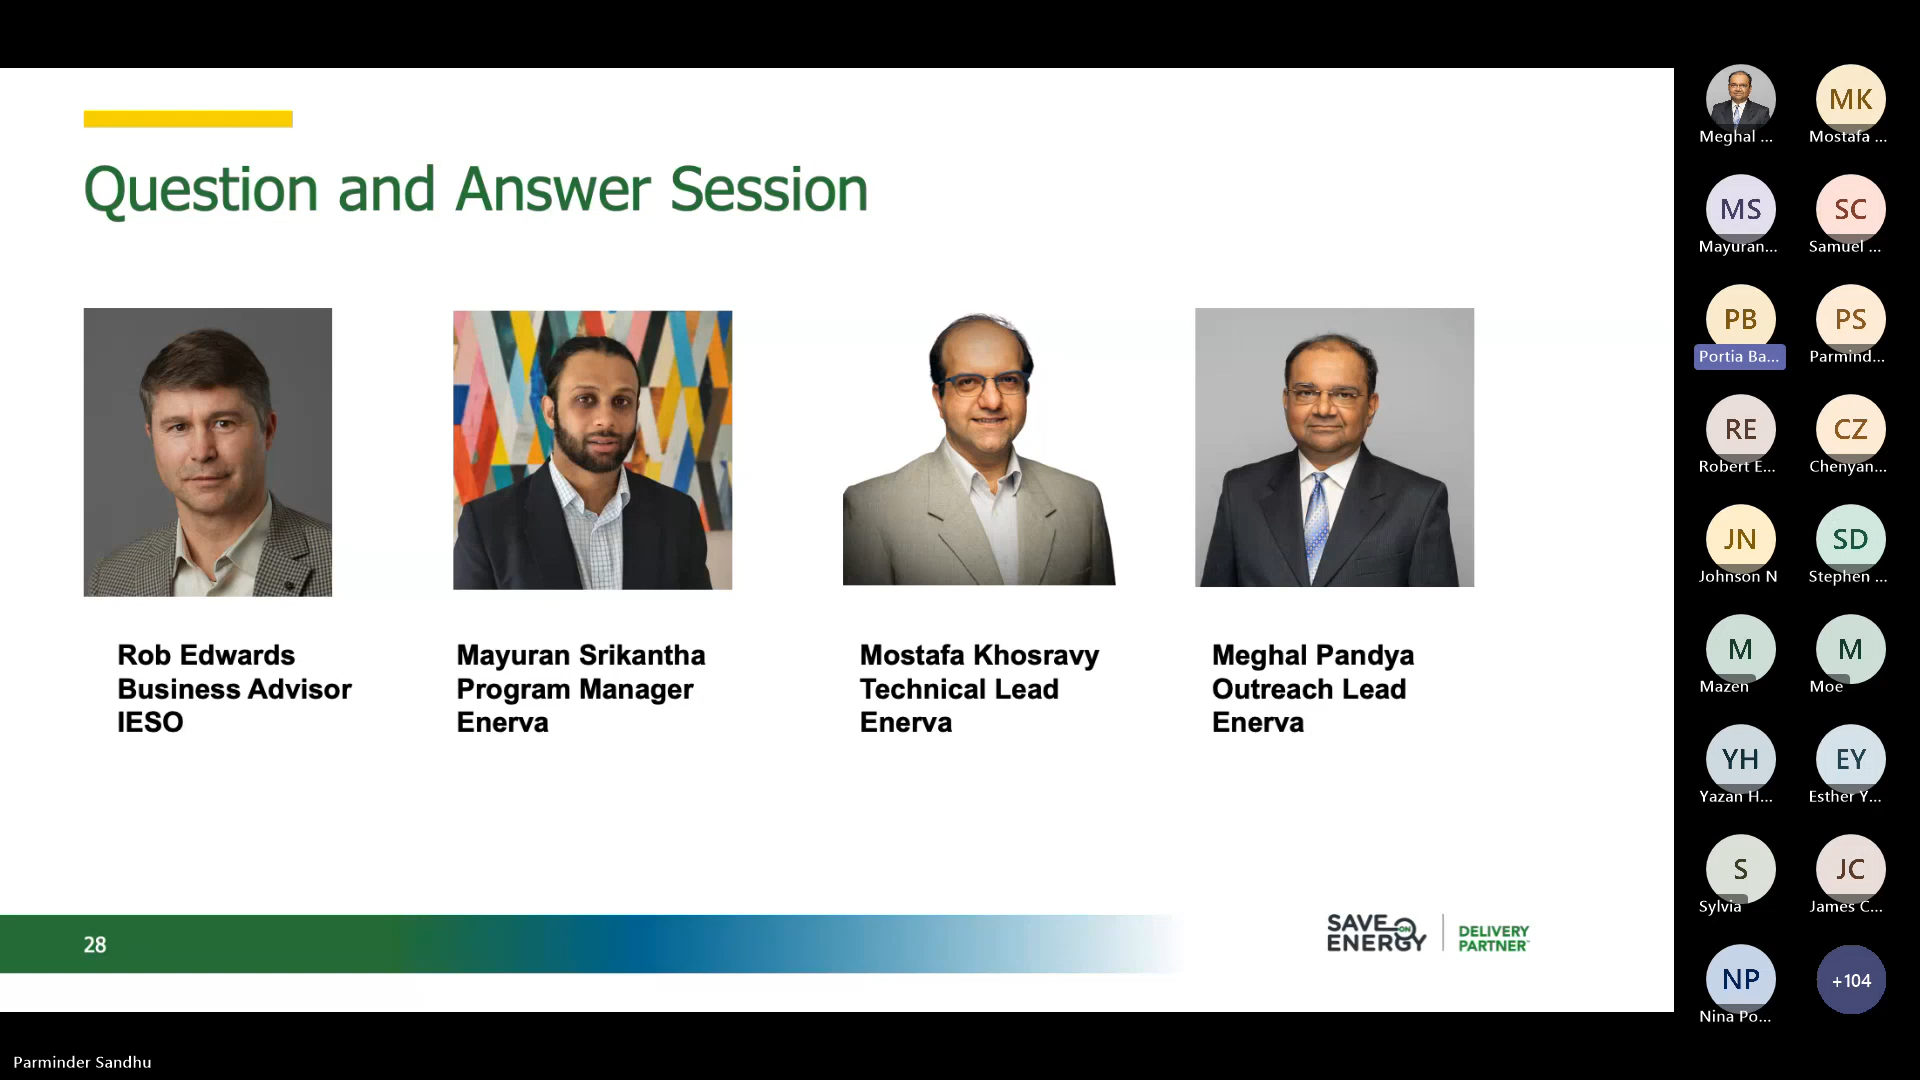 Question and Answer Session
Rob Edwards
Business Advisor
IESO
Mayuran Srikantha
Program Manager
Enerva
Mostafa Khosravy
Technical Lead
Enerva
Meghal Pandya
Outreach Lead
Enerva
28
SAVE ON
ENERGY
DELIVERY
PARTNER
Meghal ...
MK
Mostafa ...
MS
Mayuran...
SC
Samuel ...
PB
Portia Ba...
PS
Parmind...
RE
Robert E...
CZ
Chenyan...
JN
Johnson N
SD
Stephen ...
M
Mazen
M
Moe
YH
Yazan H...
EY
Esther Y...
S
Sylvia
JC
James C...
NP
Nina Po...
+104
Parminder Sandhu